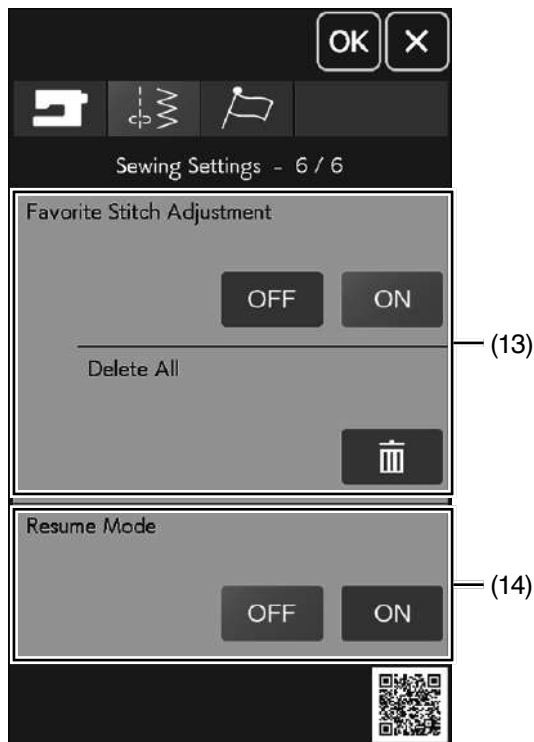 OK
Sewing Settings - 6 / 6
Favorite Stitch Adjustment
OFF ON
(13)
Delete All
Resume Mode
(14)
OFF ON